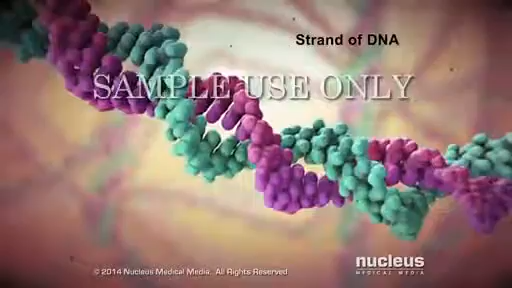 Strand of DNA
SAMPLE USE ONLY
© 2014 Nucleus Medical Media. All Rights Reserved
nucleus
MEDICAL MEDIA